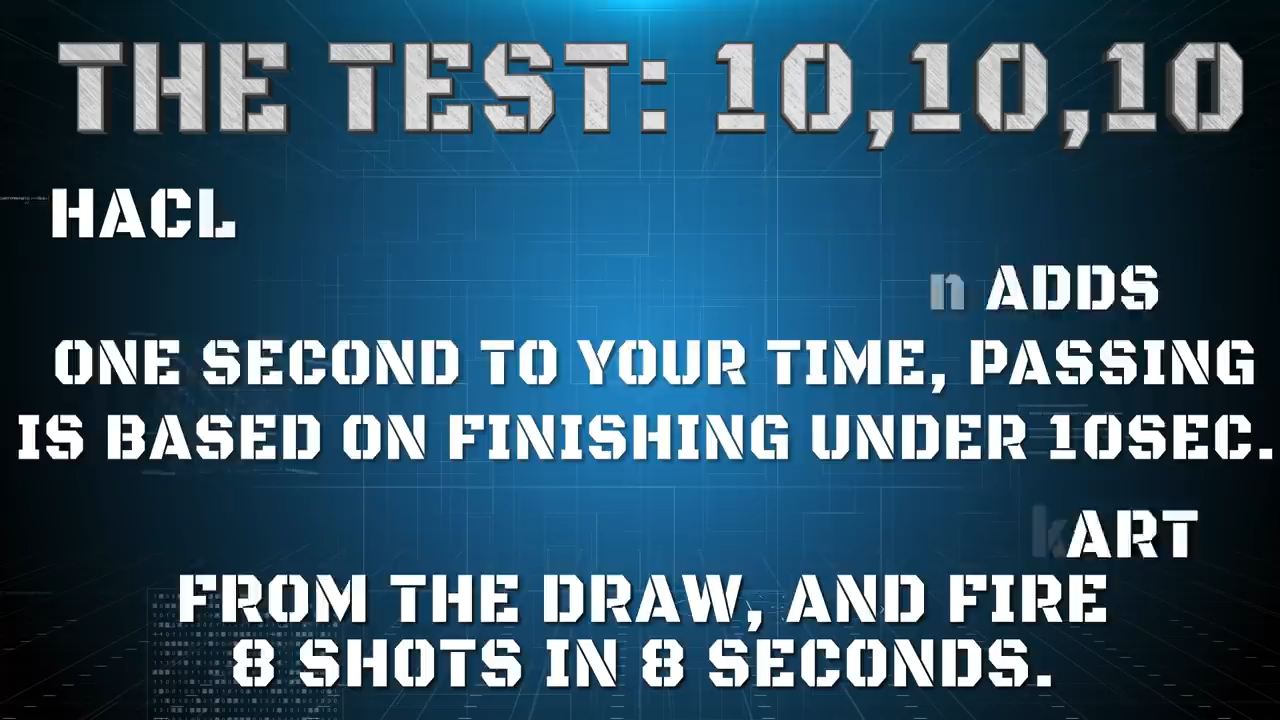 THE TEST: 10,10,10
HACL
n ADDS
ONE SECOND TO YOUR TIME, PASSING
IS BASED ON FINISHING UNDER 10SEC.
kART
FROM THE DRAW, AND FIRE
8 SHOTS IN 8 SECONDS.